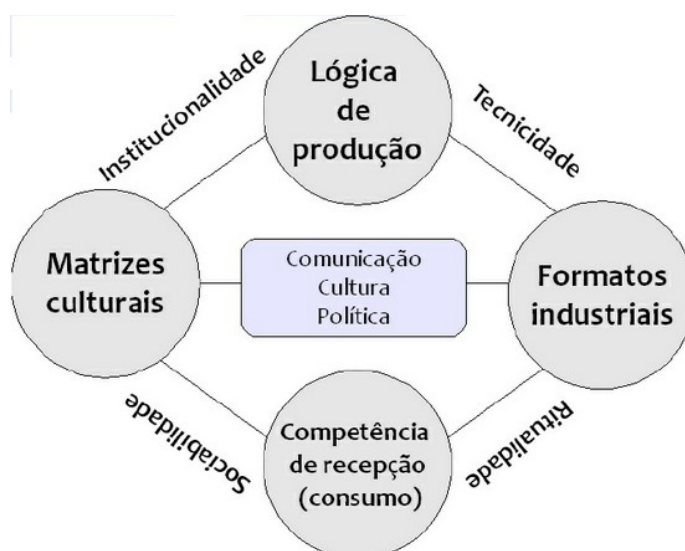 Lógica
de
produção
Institucionalidade
Tecnicidade
Matrizes
culturais
Comunicação
Cultura
Política
Formatos
industriais
Sociabilidade
Ritualidade
Competência
de recepção
(consumo)